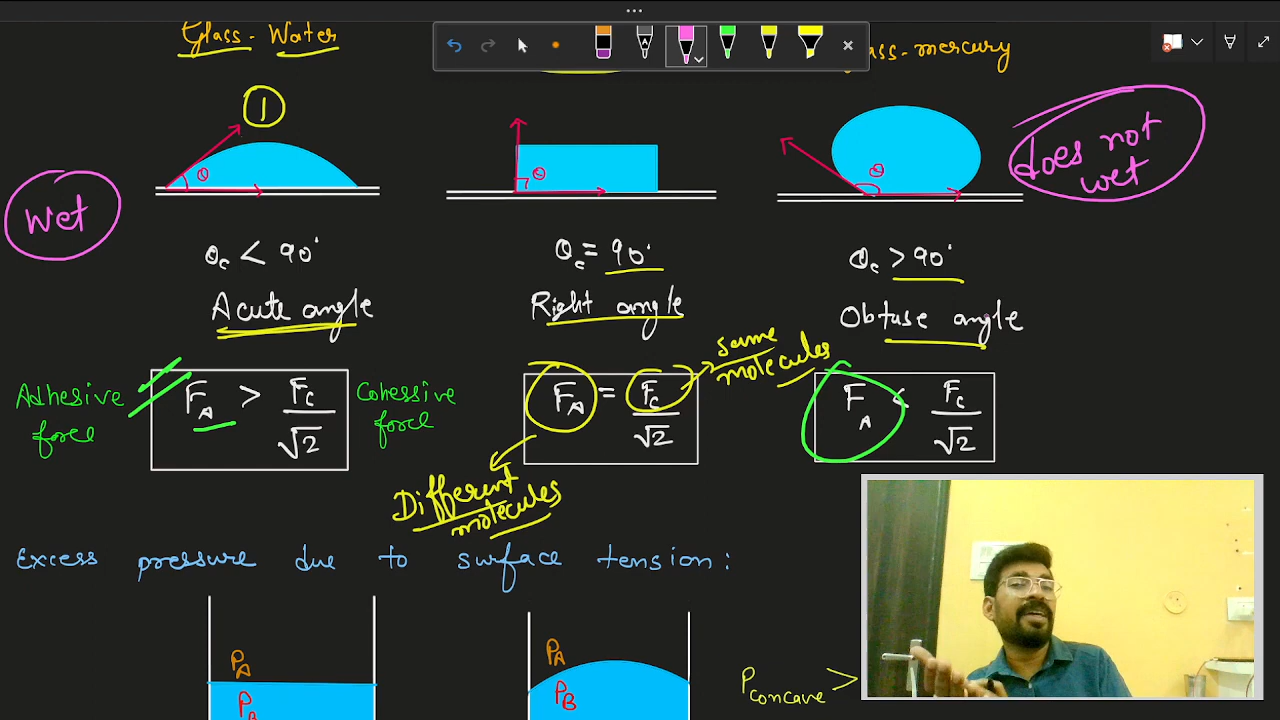 Glass-Water
ss-mercury
1
θ
θ
θ
does not
wet
Wet
θc < 90°
θc = 90°
θc > 90°
Acute angle
Right angle
Obtuse angle
same
molecules
Adhesive
force
FA > Fc/√2
Cohessive
force
FA = Fc/√2
FA < Fc/√2
Different
molecules
Excess pressure due to surface tension:
PA
PB
PA
PB
Pconcave >